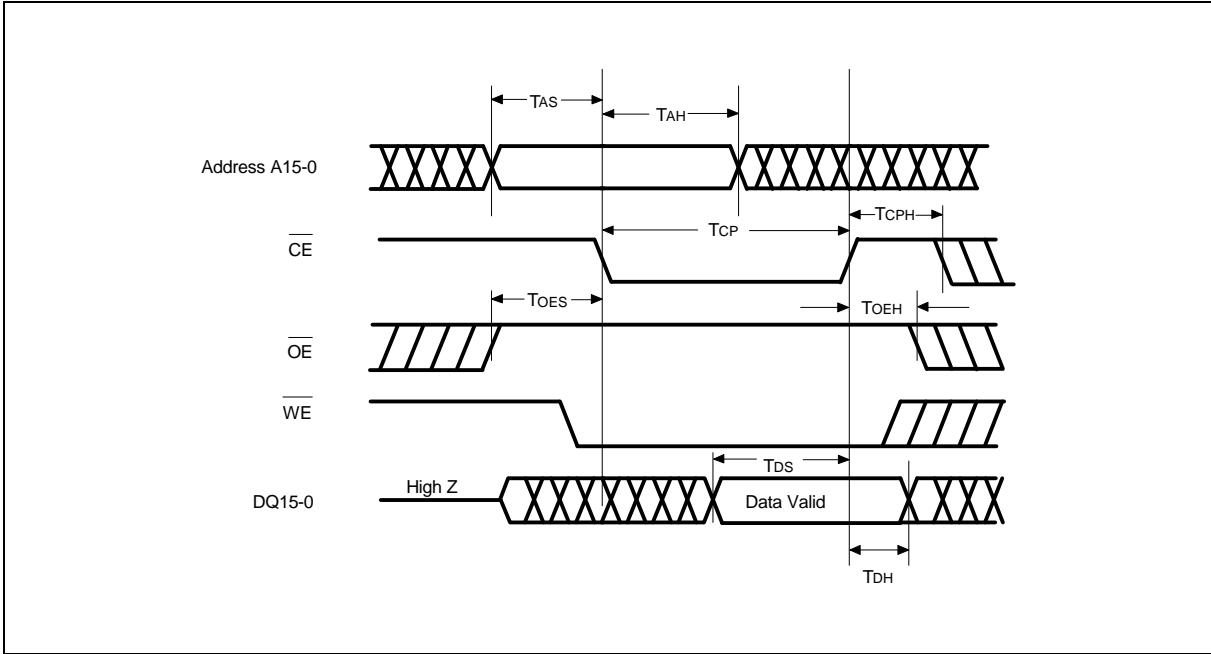 TAS
TAH
Address A15-0
TCPH
TCP
CE
TOES
TOEH
OE
WE
TDS
High Z
Data Valid
DQ15-0
TDH